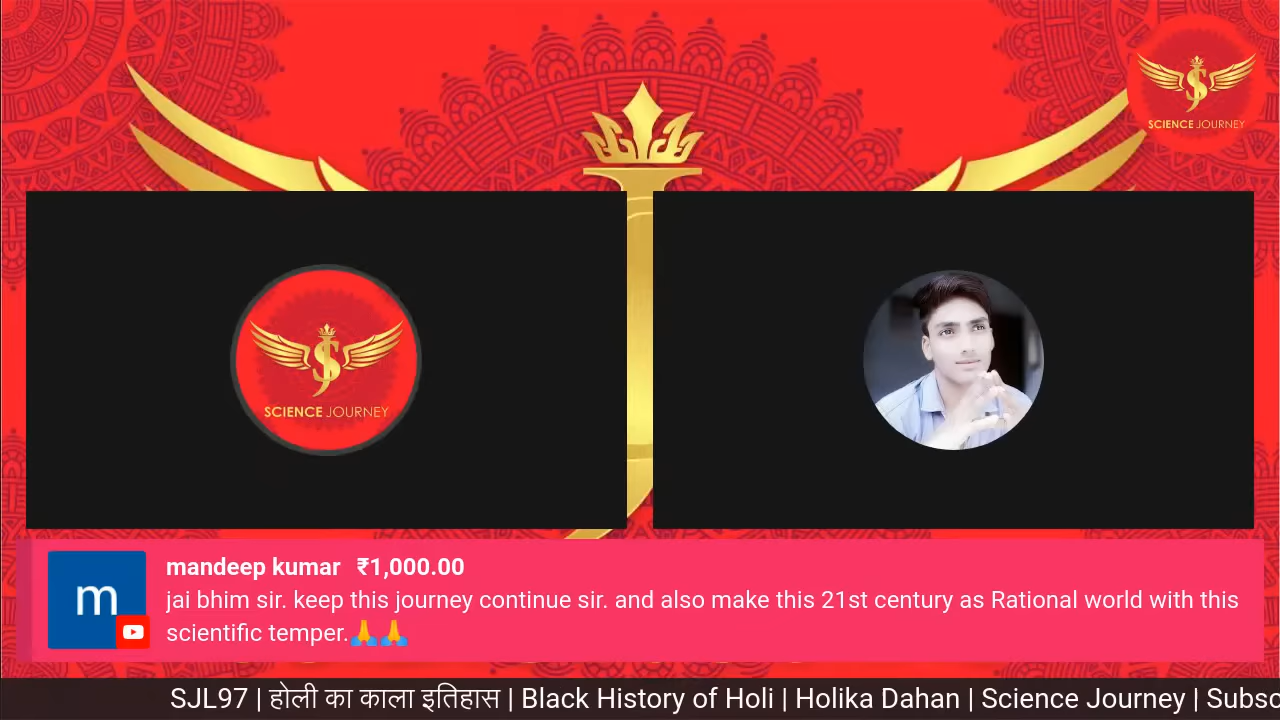 SCIENCE JOURNEY
SCIENCE JOURNEY
m
mandeep kumar ₹1,000.00
jai bhim sir. keep this journey continue sir. and also make this 21st century as Rational world with this
scientific temper.🙏🙏
SJL97 | होली का काला इतिहास | Black History of Holi | Holika Dahan | Science Journey | Subsc